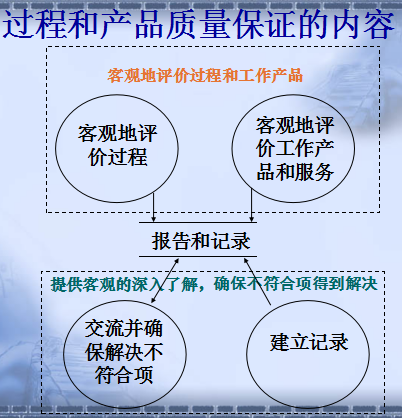 过程和产品质量保证的内容
客观地评价过程和工作产品
客观地评
价过程
客观地评
价工作产
品和服务
报告和记录
提供客观的深入了解，确保不符合项得到解决
交流并确
保解决不
符合项
建立记录